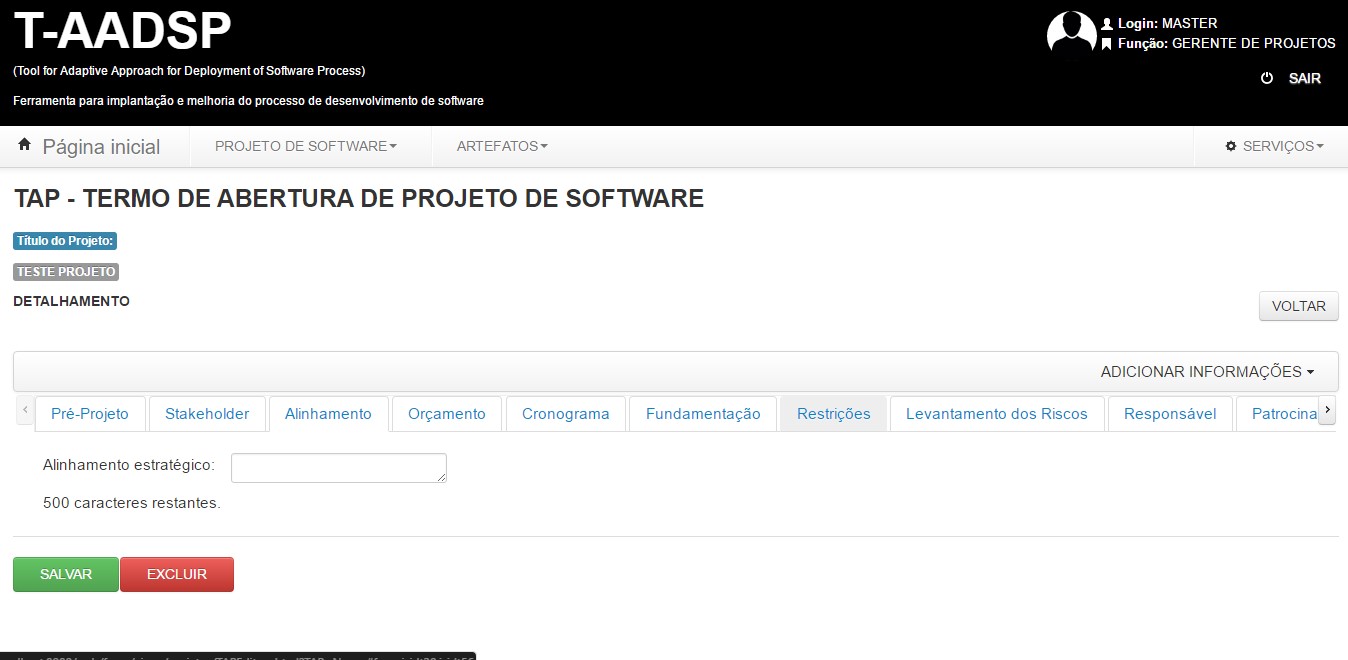 T-AADSP
(Tool for Adaptive Approach for Deployment of Software Process)
Ferramenta para implantação e melhoria do processo de desenvolvimento de software
Login: MASTER
Função: GERENTE DE PROJETOS
SAIR
Página inicial PROJETO DE SOFTWARE ARTEFATOS SERVIÇOS
TAP - TERMO DE ABERTURA DE PROJETO DE SOFTWARE
Título do Projeto:
TESTE PROJETO
DETALHAMENTO
VOLTAR
ADICIONAR INFORMAÇÕES
Pré-Projeto Stakeholder Alinhamento Orçamento Cronograma Fundamentação Restrições Levantamento dos Riscos Responsável Patrocina
Alinhamento estratégico:
500 caracteres restantes.
SALVAR EXCLUIR